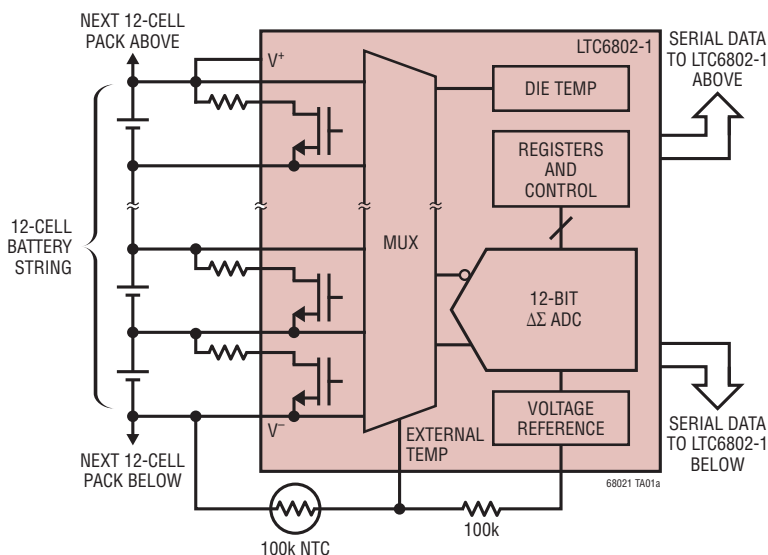 NEXT 12-CELL
PACK ABOVE
V+
LTC6802-1
SERIAL DATA
TO LTC6802-1
ABOVE
DIE TEMP
REGISTERS
AND
CONTROL
12-CELL
BATTERY
STRING
MUX
12-BIT
ΔΣ ADC
VOLTAGE
REFERENCE
V−
EXTERNAL
TEMP
NEXT 12-CELL
PACK BELOW
SERIAL DATA
TO LTC6802-1
BELOW
68021 TA01a
100k NTC
100k